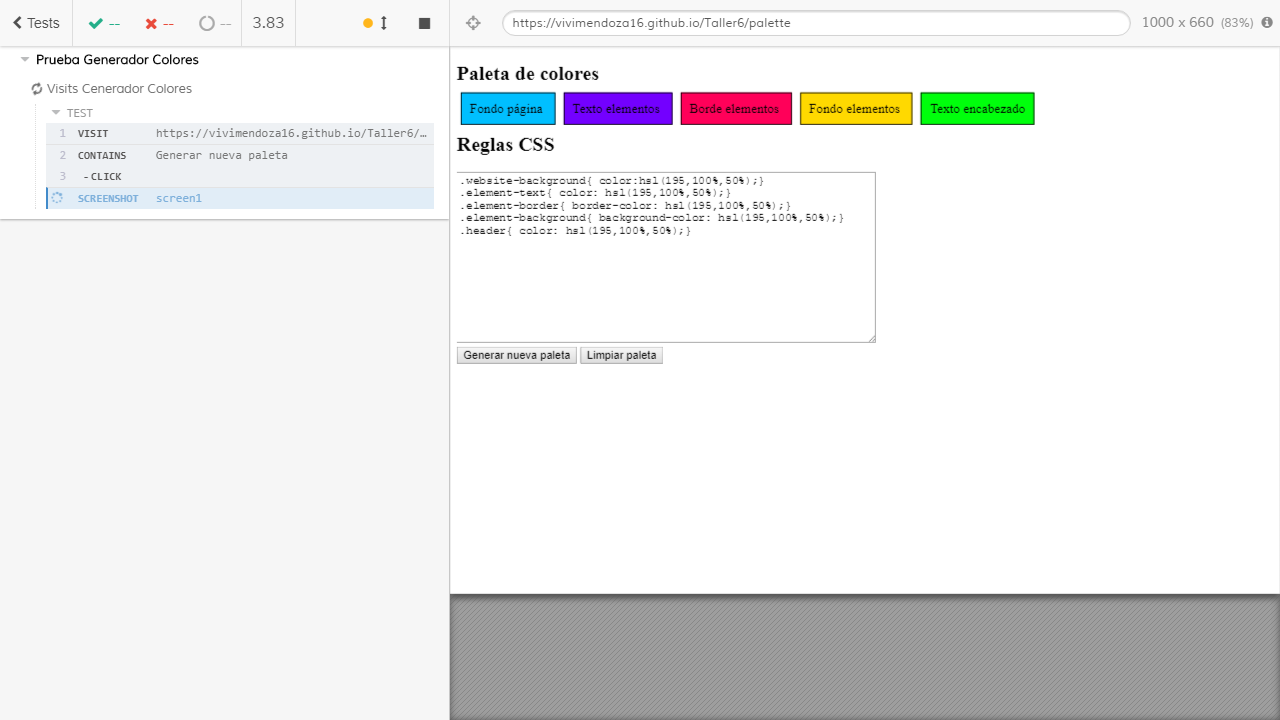 Tests -- -- -- 3.83
https://vivimendoza16.github.io/Taller6/palette 1000 x 660 (83%)
Prueba Generador Colores
Visits Cenerador Colores
TEST
1 VISIT https://vivimendoza16.github.io/Taller6/…
2 CONTAINS Generar nueva paleta
3 - CLICK
SCREENSHOT screen1
Paleta de colores
Fondo página Texto elementos Borde elementos Fondo elementos Texto encabezado
Reglas CSS
.website-background{ color:hsl(195,100%,50%);}
.element-text{ color: hsl(195,100%,50%);}
.element-border{ border-color: hsl(195,100%,50%);}
.element-background{ background-color: hsl(195,100%,50%);}
.header{ color: hsl(195,100%,50%);}
Generar nueva paleta Limpiar paleta